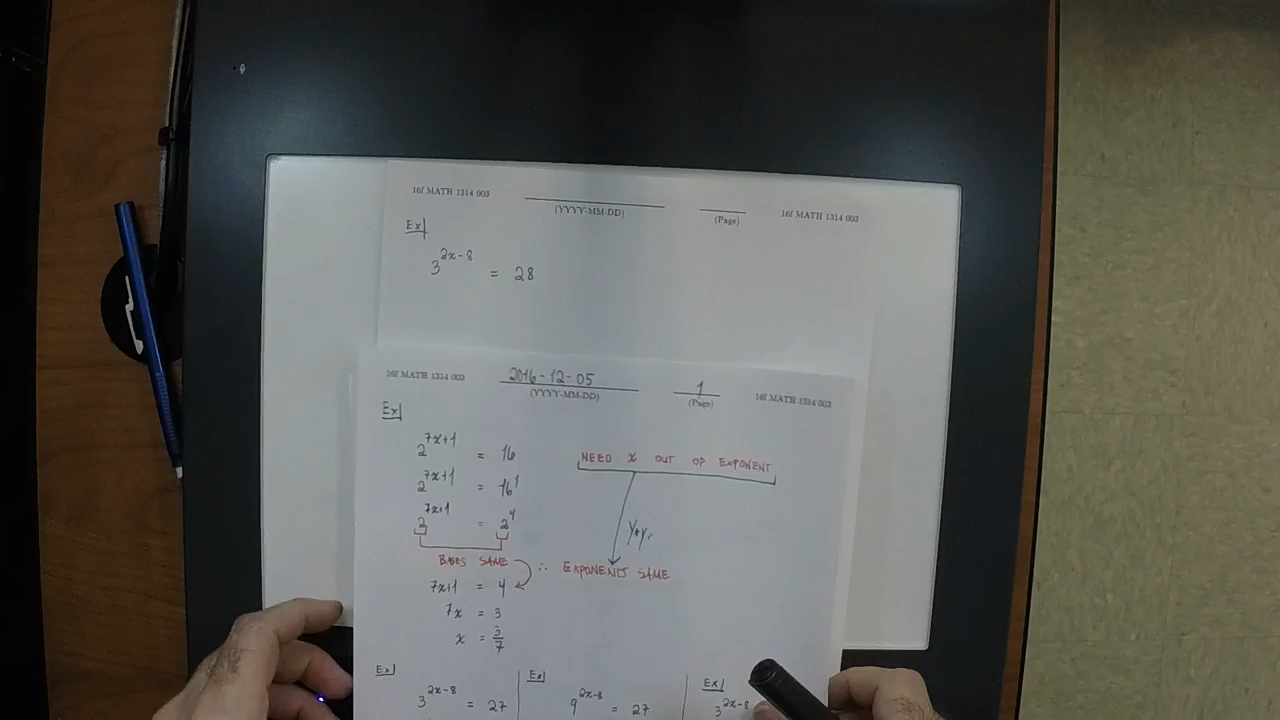 16f MATH 1314 003 (YYYY-MM-DD) (Page) 16f MATH 1314 003
Ex
3^{2x-8} = 28
16f MATH 1314 003 2016-12-05 (YYYY-MM-DD) 1 (Page) 16f MATH 1314 003
Ex
2^{7x+1} = 16
NEED x OUT OF EXPONENT
2^{7x+1} = 16^1
2^{7x+1} = 2^4
BASES SAME ∴ EXPONENTS SAME
7x+1 = 4
7x = 3
x = 3/7
Ex Ex Ex
3^{2x-8} = 27 9^{2x-8} = 27 3^{2x-8}